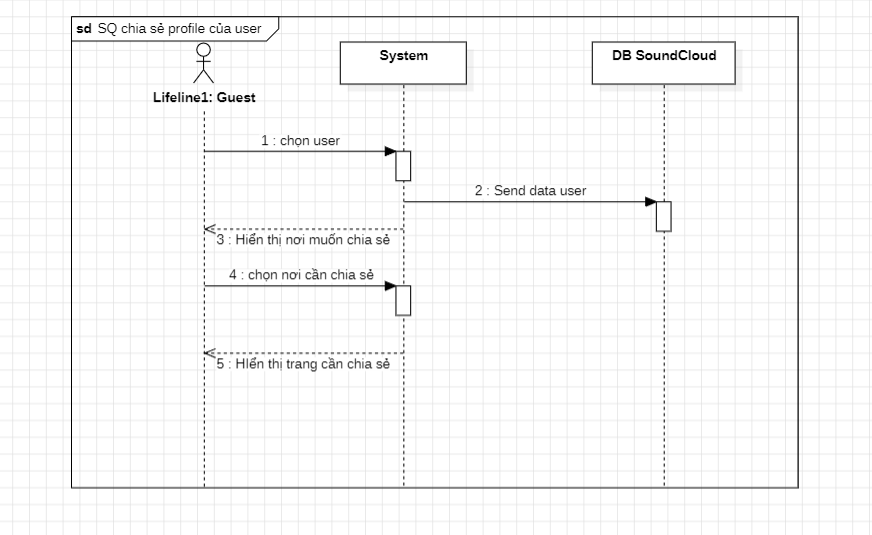 sd SQ chia sẻ profile của user
System
DB SoundCloud
Lifeline1: Guest
1 : chọn user
2 : Send data user
3 : Hiển thị nơi muốn chia sẻ
4 : chọn nơi cần chia sẻ
5 : HIển thị trang cần chia sẻ